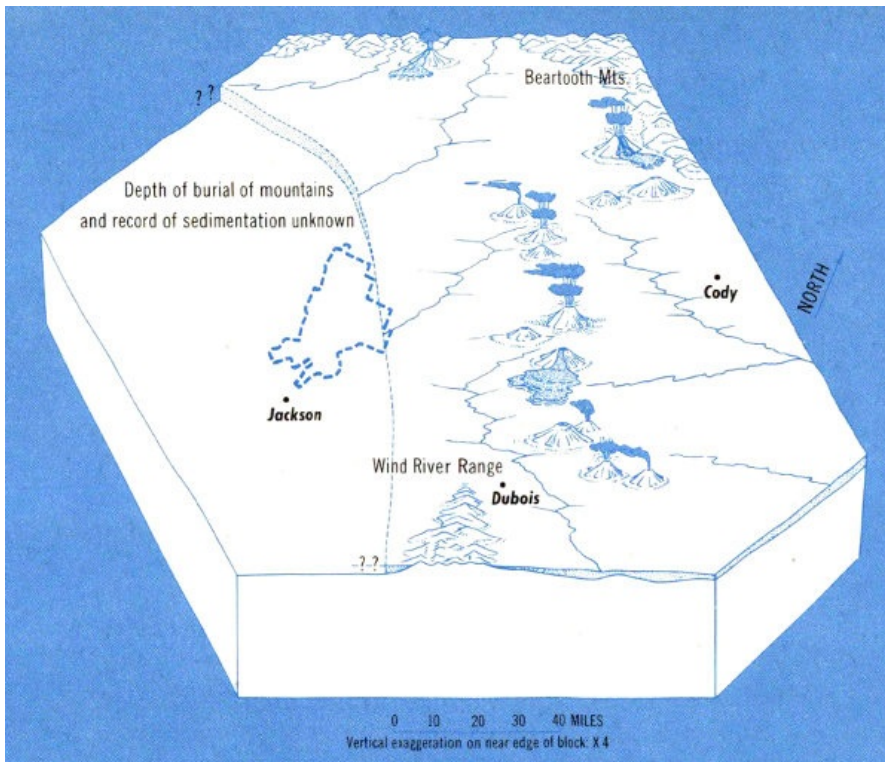 Beartooth Mts.
? ?
Depth of burial of mountains
and record of sedimentation unknown
Cody
NORTH
Jackson
Wind River Range
Dubois
? ?
0 10 20 30 40 MILES
Vertical exaggeration on near edge of block: X 4